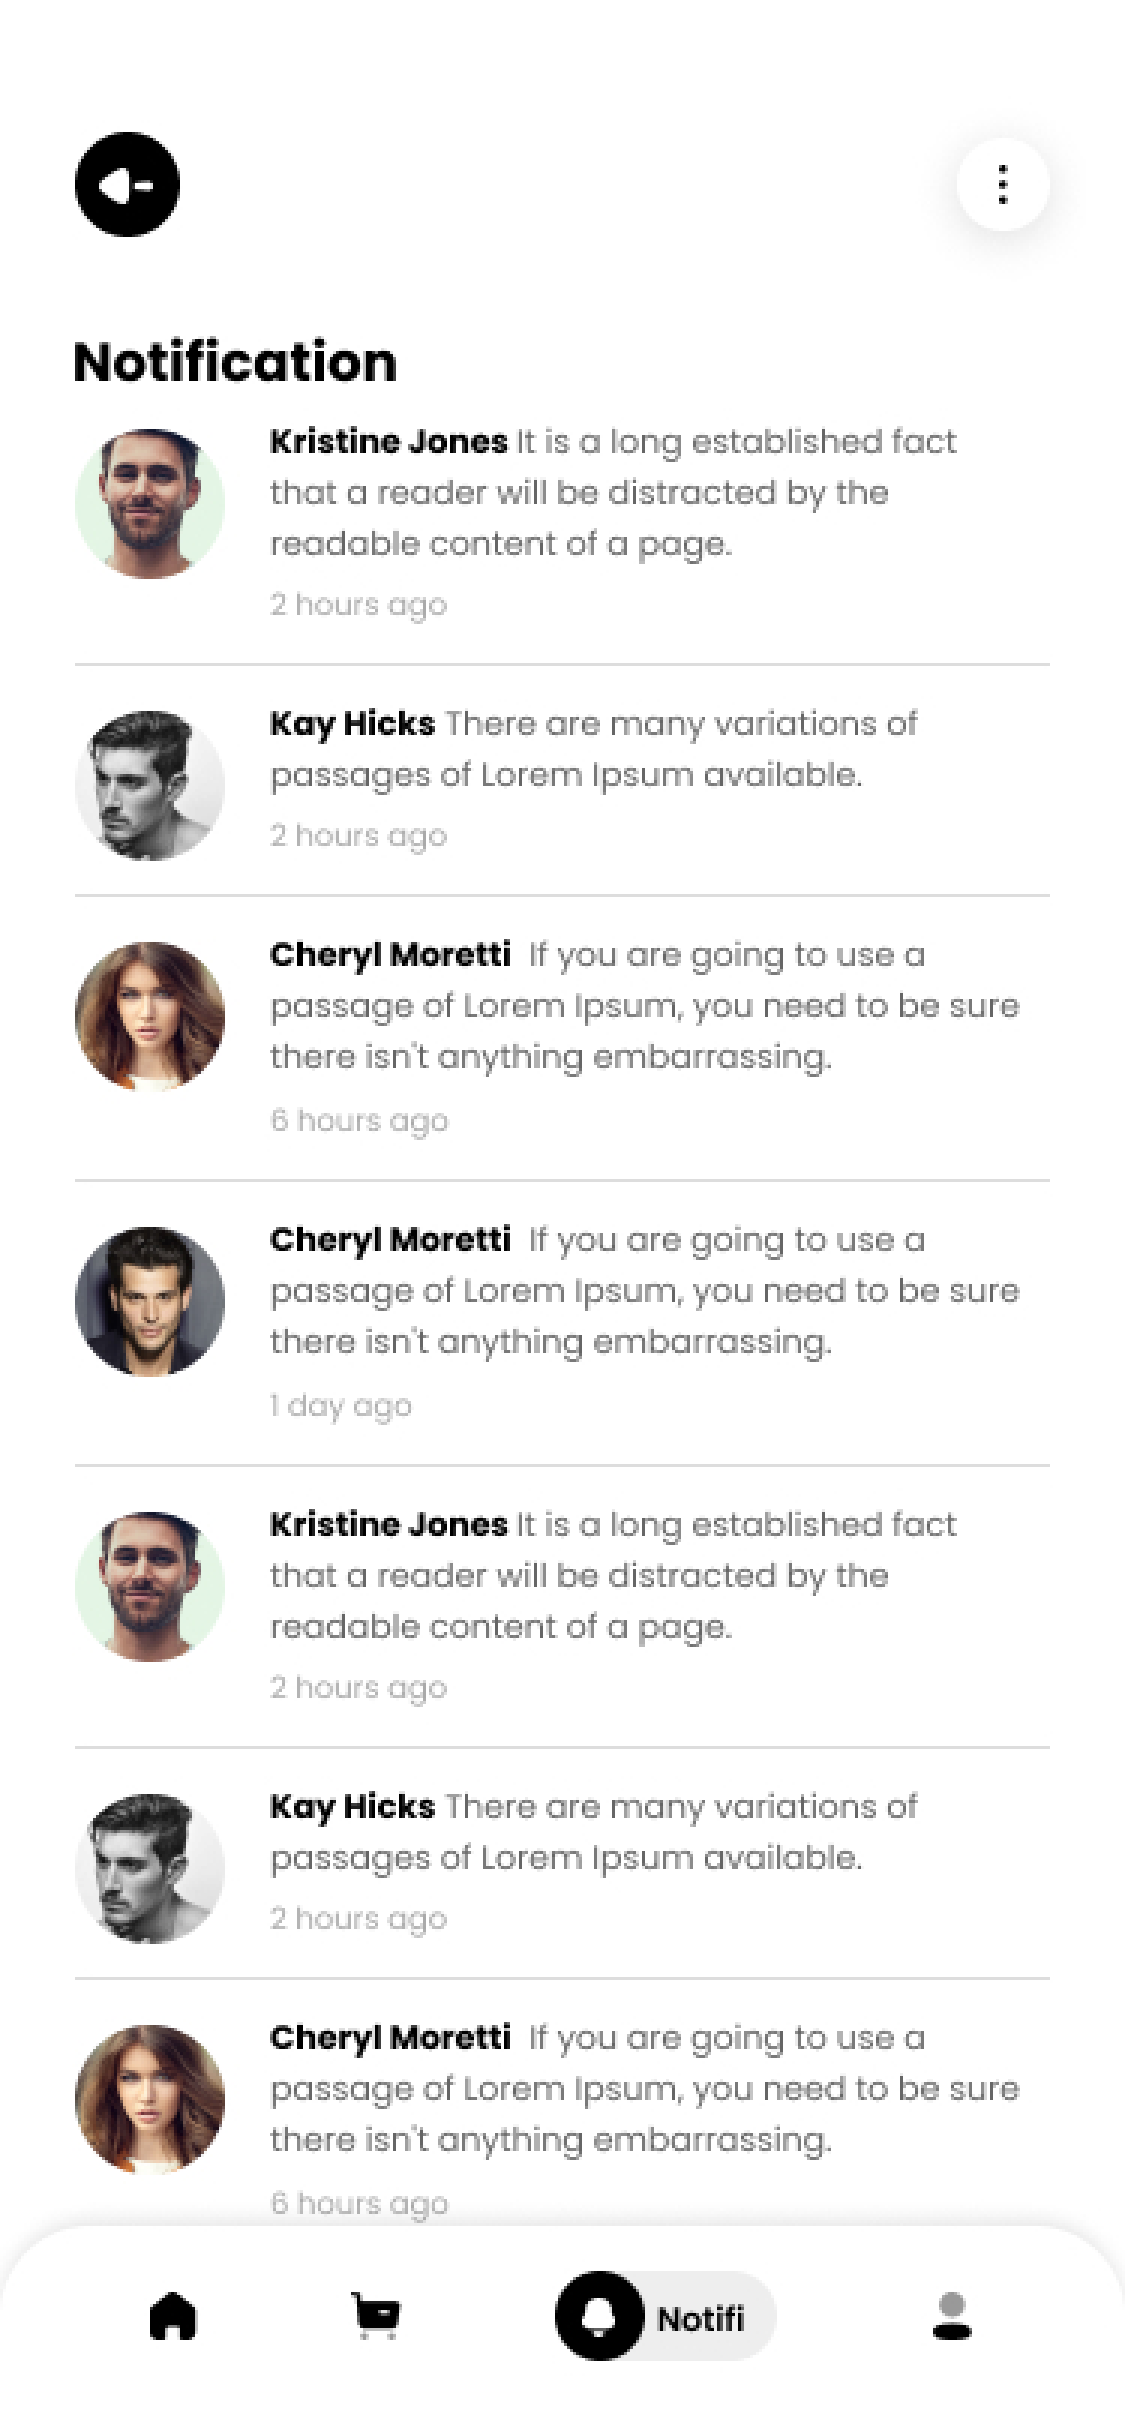 Notification
Kristine Jones It is a long established fact
that a reader will be distracted by the
readable content of a page.
2 hours ago
Kay Hicks There are many variations of
passages of Lorem Ipsum available.
2 hours ago
Cheryl Moretti If you are going to use a
passage of Lorem Ipsum, you need to be sure
there isn't anything embarrassing.
6 hours ago
Cheryl Moretti If you are going to use a
passage of Lorem Ipsum, you need to be sure
there isn't anything embarrassing.
1 day ago
Kristine Jones It is a long established fact
that a reader will be distracted by the
readable content of a page.
2 hours ago
Kay Hicks There are many variations of
passages of Lorem Ipsum available.
2 hours ago
Cheryl Moretti If you are going to use a
passage of Lorem Ipsum, you need to be sure
there isn't anything embarrassing.
6 hours ago
Notifi